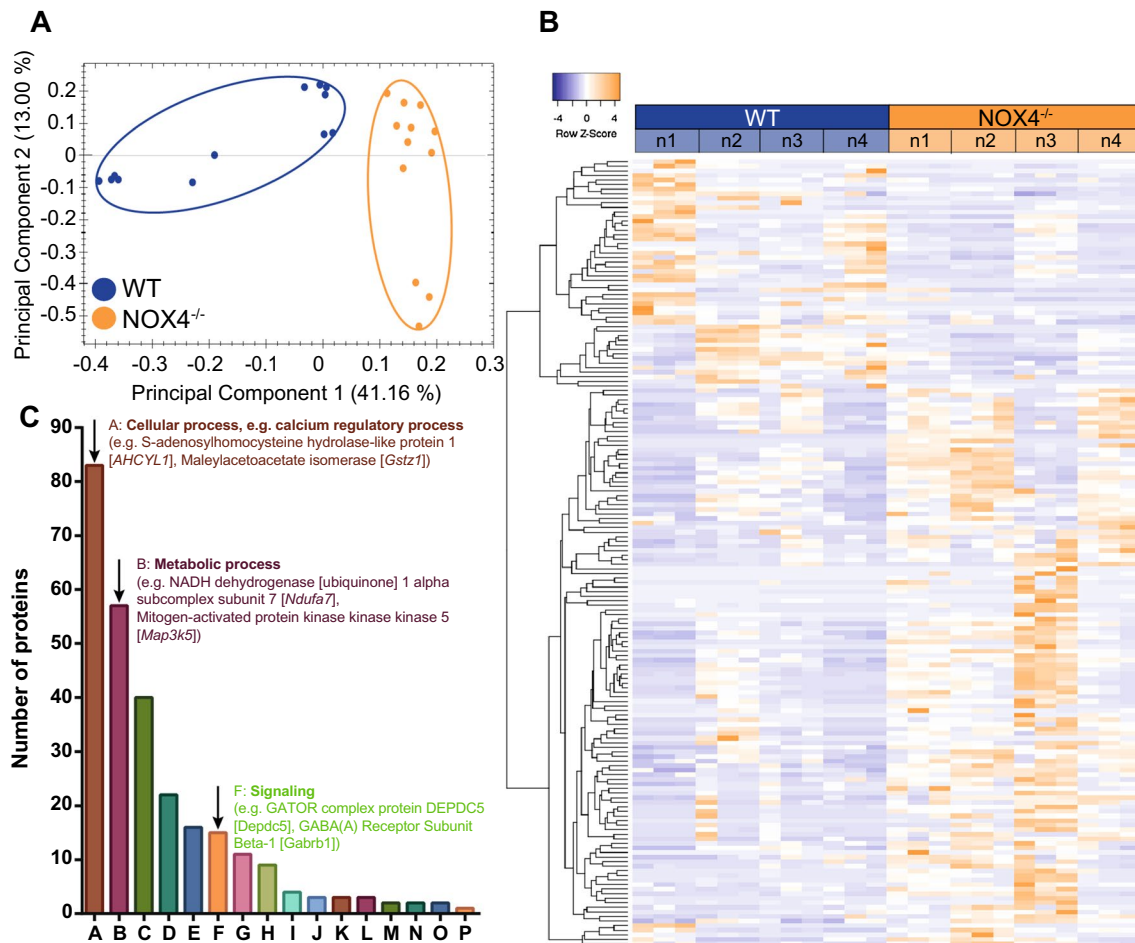 A
Principal Component 2 (13.00 %)
0.2
0.1
0
-0.1
-0.2
-0.3
-0.4
-0.5
WT
NOX4-/-
-0.4
-0.3
-0.2
-0.1
0
0.1
0.2
0.3
Principal Component 1 (41.16 %)
B
-4
0
4
Row Z-Score
WT
NOX4-/-
n1
n2
n3
n4
n1
n2
n3
n4
C
Number of proteins
90
80
70
60
50
40
30
20
10
0
A: Cellular process, e.g. calcium regulatory process
(e.g. S-adenosylhomocysteine hydrolase-like protein 1
[AHCYL1], Maleylacetoacetate isomerase [Gstz1])
B: Metabolic process
(e.g. NADH dehydrogenase [ubiquinone] 1 alpha
subcomplex subunit 7 [Ndufa7],
Mitogen-activated protein kinase kinase kinase 5
[Map3k5])
F: Signaling
(e.g. GATOR complex protein DEPDC5
[Depdc5], GABA(A) Receptor Subunit
Beta-1 [Gabrb1])
A B C D E F G H I J K L M N O P